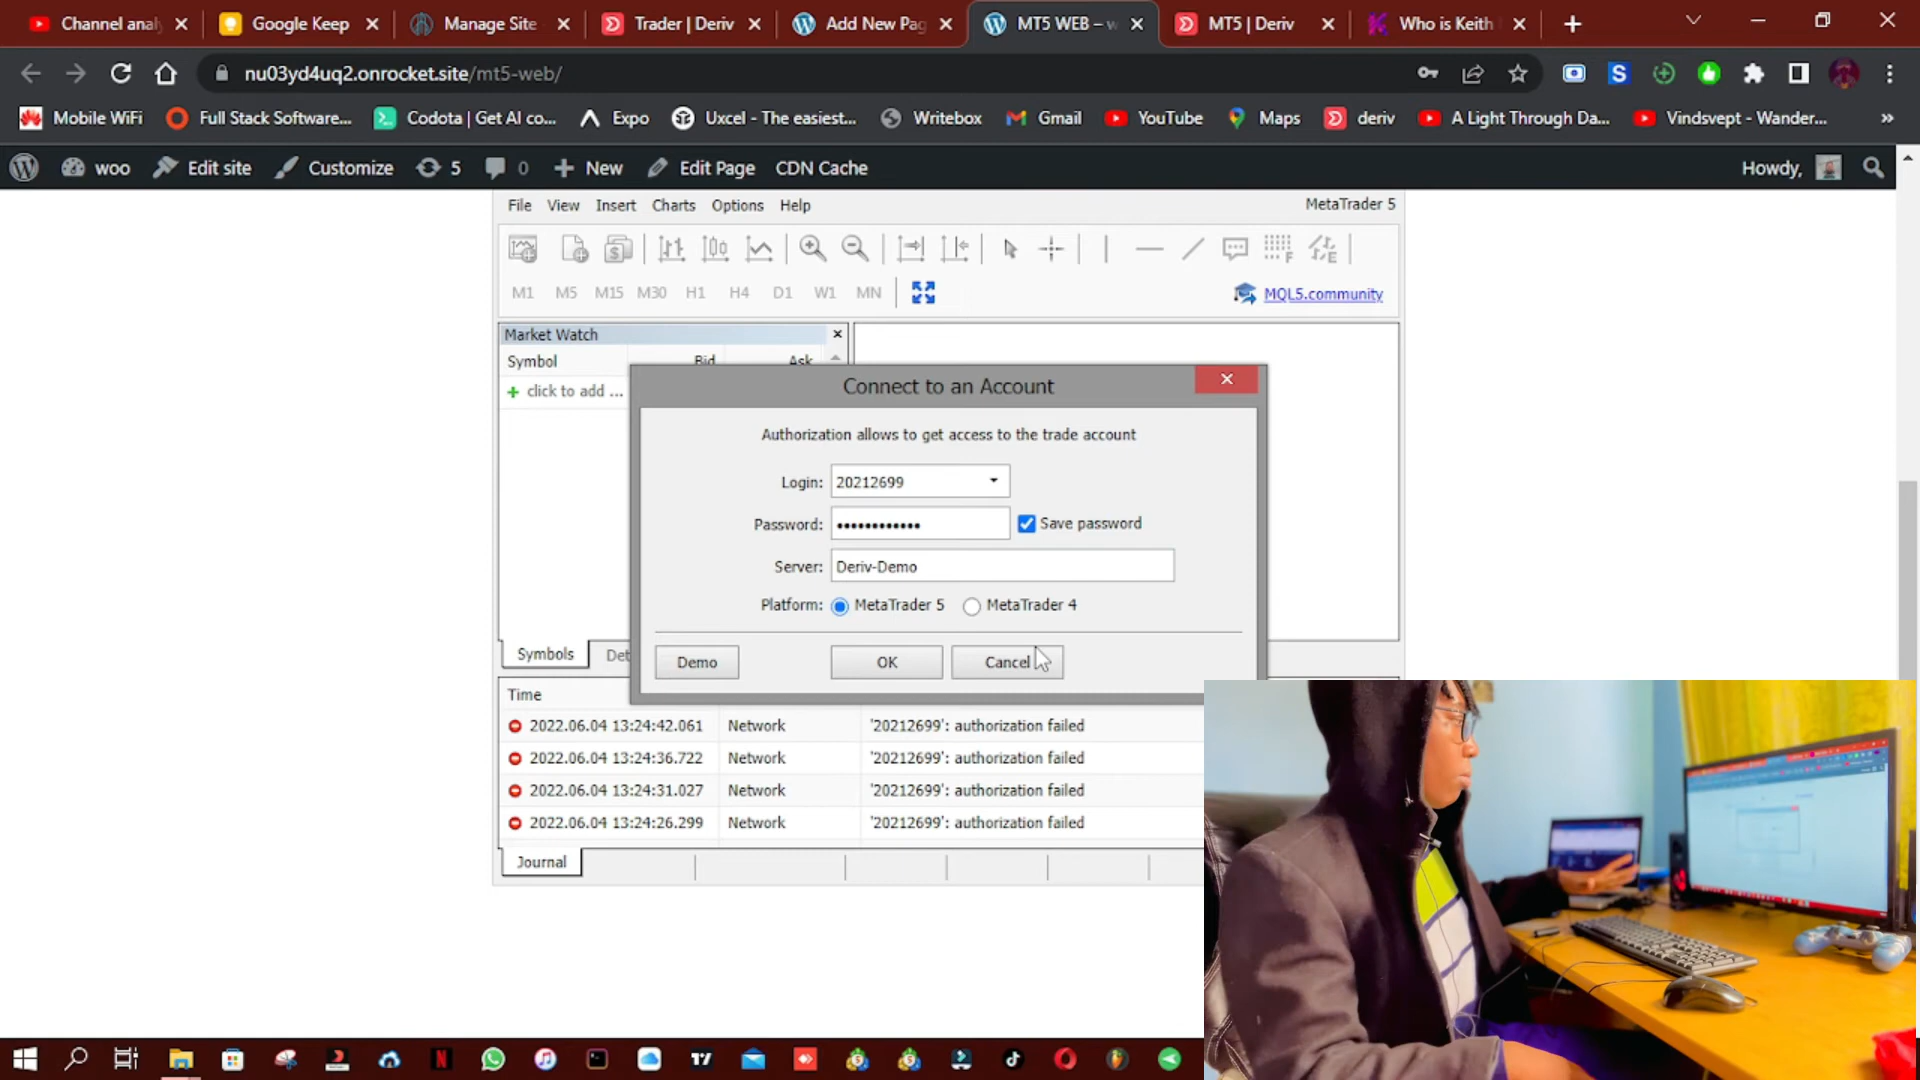 Channel analy
Google Keep
Manage Site
Trader | Deriv
Add New Pag
MT5 WEB – w
MT5 | Deriv
Who is Keith
nu03yd4uq2.onrocket.site/mt5-web/
Mobile WiFi
Full Stack Software...
Codota | Get AI co...
Expo
Uxcel - The easiest...
Writebox
Gmail
YouTube
Maps
deriv
A Light Through Da...
Vindsvept - Wander...
woo
Edit site
Customize
5
0
New
Edit Page
CDN Cache
Howdy,
File View Insert Charts Options Help
MetaTrader 5
M1 M5 M15 M30 H1 H4 D1 W1 MN
MQL5.community
Market Watch
Symbol Bid Ask
click to add ...
Connect to an Account
Authorization allows to get access to the trade account
Login: 20212699
Password: ••••••••••••
Save password
Server: Deriv-Demo
Platform: MetaTrader 5 MetaTrader 4
Demo OK Cancel
Symbols Det
Time
2022.06.04 13:24:42.061 Network '20212699': authorization failed
2022.06.04 13:24:36.722 Network '20212699': authorization failed
2022.06.04 13:24:31.027 Network '20212699': authorization failed
2022.06.04 13:24:26.299 Network '20212699': authorization failed
Journal